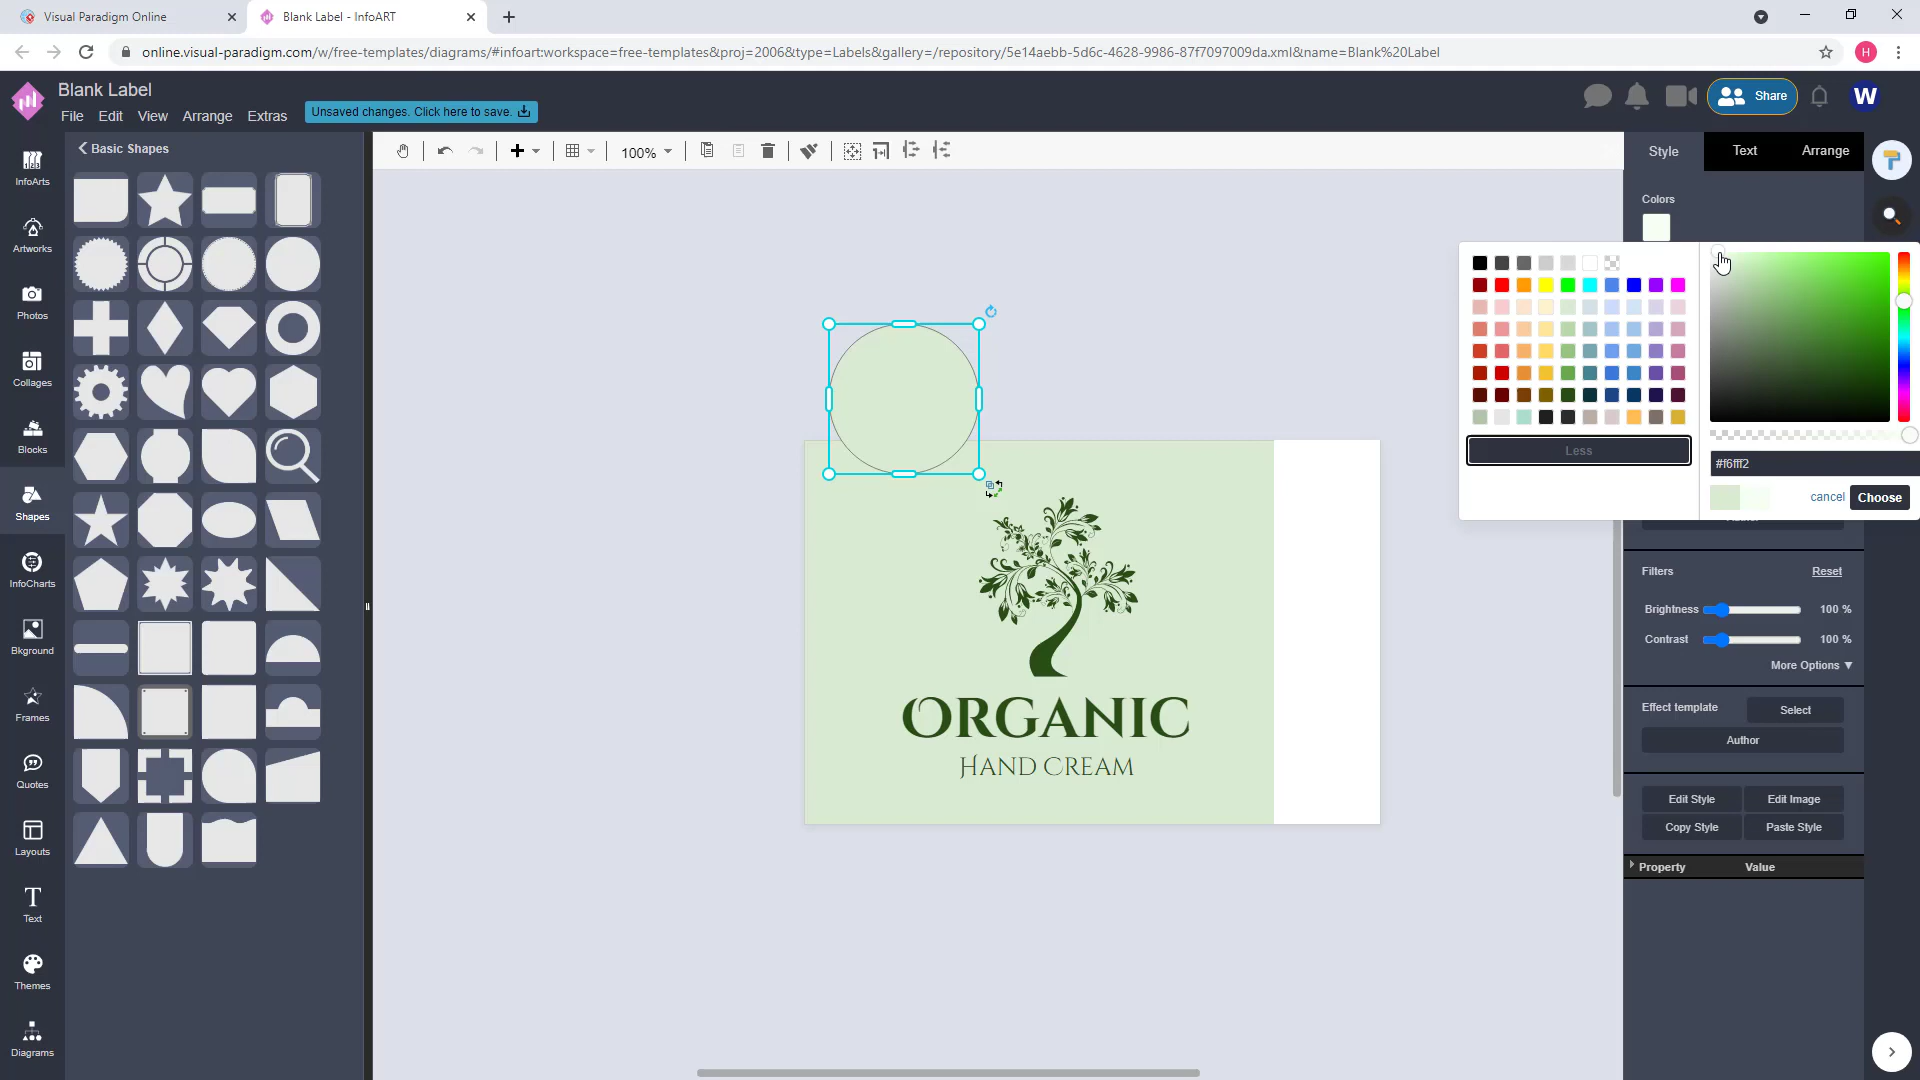 Visual Paradigm Online
Blank Label - InfoART
online.visual-paradigm.com/w/free-templates/diagrams/#infoart:workspace=free-templates&proj=2006&type=Labels&gallery=/repository/5e14aebb-5d6c-4628-9986-87f7097009da.xml&name=Blank%20Label
H
Blank Label
File Edit View Arrange Extras
Unsaved changes. Click here to save.
Share
W
InfoArts
Artworks
Photos
Collages
Blocks
Shapes
InfoCharts
Bkground
Frames
Quotes
Layouts
Text
Themes
Diagrams
Basic Shapes
100%
ORGANIC
HAND CREAM
Style Text Arrange
Colors
Less
#f6fff2
cancel Choose
Author
Filters Reset
Brightness 100 %
Contrast 100 %
More Options ▼
Effect template Select
Author
Edit Style Edit Image
Copy Style Paste Style
Property Value